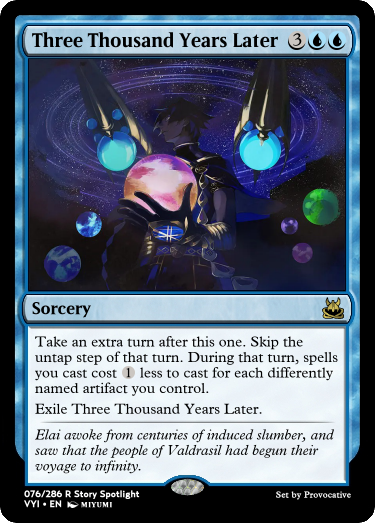 Three Thousand Years Later 3
Sorcery
Take an extra turn after this one. Skip the
untap step of that turn. During that turn, spells
you cast cost 1 less to cast for each differently
named artifact you control.
Exile Three Thousand Years Later.
Elai awoke from centuries of induced slumber, and
saw that the people of Valdrasil had begun their
voyage to infinity.
076/286 R Story Spotlight
VYI • EN MIYUMI
Set by Provocative